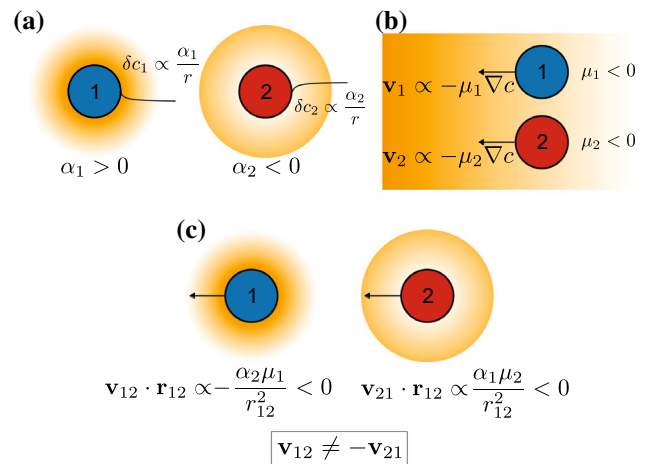 (a)
1
δc₁ ∝ α₁/r
α₁ > 0
2
δc₂ ∝ α₂/r
α₂ < 0
(b)
1
μ₁ < 0
v₁ ∝ −μ₁∇c
2
μ₂ < 0
v₂ ∝ −μ₂∇c
(c)
1
2
v₁₂ · r₁₂ ∝ − α₂μ₁/r₁₂² < 0
v₂₁ · r₁₂ ∝ α₁μ₂/r₁₂² < 0
v₁₂ ≠ −v₂₁